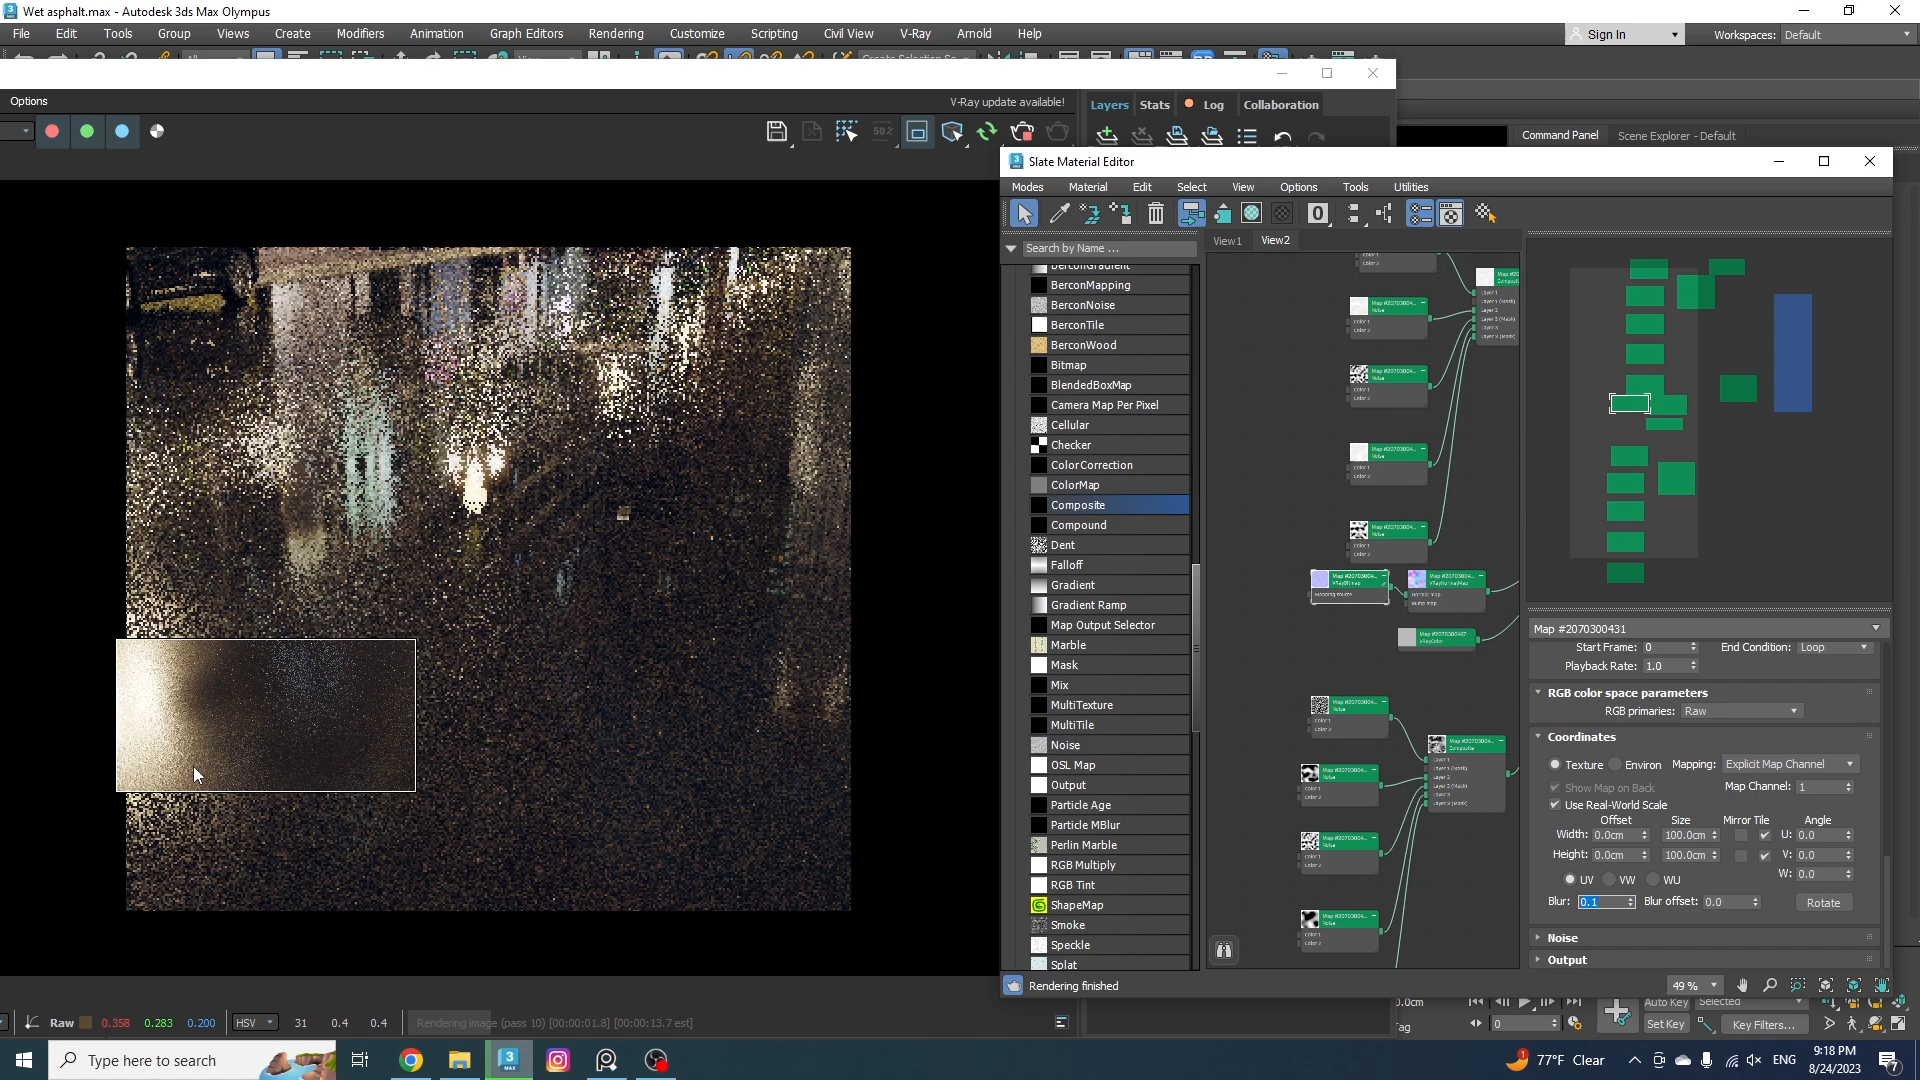 Wet asphalt.max - Autodesk 3ds Max Olympus
File Edit Tools Group Views Create Modifiers Animation Graph Editors Rendering Customize Scripting Civil View V-Ray Arnold Help
Sign In
Workspaces: Default
Options
V-Ray update available!
Layers Stats Log Collaboration
50%
Command Panel Scene Explorer - Default
Slate Material Editor
Modes Material Edit Select View Options Tools Utilities
Search by Name ...
View1 View2
BerconGradient
BerconMapping
BerconNoise
BerconTile
BerconWood
Bitmap
BlendedBoxMap
Camera Map Per Pixel
Cellular
Checker
ColorCorrection
ColorMap
Composite
Compound
Dent
Falloff
Gradient
Gradient Ramp
Map Output Selector
Marble
Mask
Mix
MultiTexture
MultiTile
Noise
OSL Map
Output
Particle Age
Particle MBlur
Perlin Marble
RGB Multiply
RGB Tint
ShapeMap
Smoke
Speckle
Splat
Map #2070300431
Start Frame: 0 End Condition: Loop
Playback Rate: 1.0
RGB color space parameters
RGB primaries: Raw
Coordinates
Texture Environ Mapping: Explicit Map Channel
Show Map on Back Map Channel: 1
Use Real-World Scale
Offset Size Mirror Tile Angle
Width: 0.0cm 100.0cm U: 0.0
Height: 0.0cm 100.0cm V: 0.0
W: 0.0
UV VW WU
Blur: 0.1 Blur offset: 0.0 Rotate
Noise
Output
Rendering finished
49 %
0.0cm
Auto Key Selected
Set Key Key Filters...
0
Raw 0.358 0.283 0.200 HSV 31 0.4 0.4 Rendering image (pass 10) [00:00:01.8] [00:00:13.7 est]
Type here to search
77°F Clear
ENG
9:18 PM
8/24/2023
7